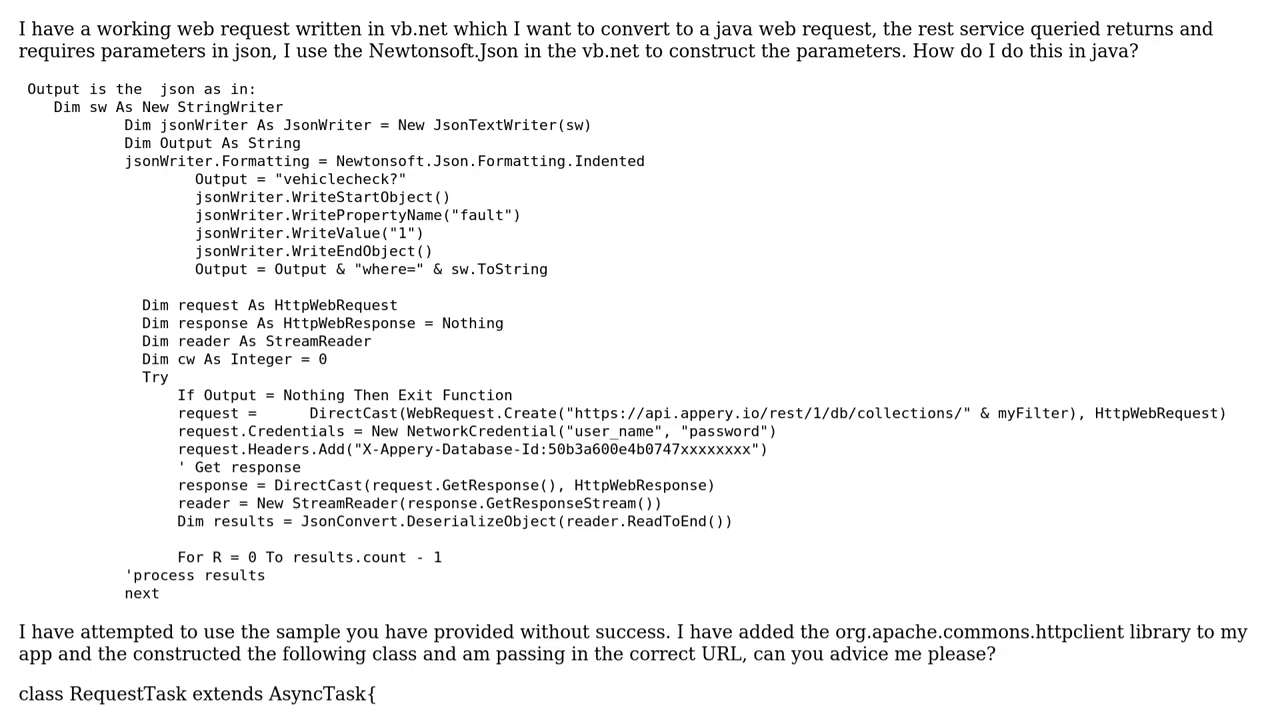 I have a working web request written in vb.net which I want to convert to a java web request, the rest service queried returns and
requires parameters in json, I use the Newtonsoft.Json in the vb.net to construct the parameters. How do I do this in java?
Output is the  json as in:
Dim sw As New StringWriter
Dim jsonWriter As JsonWriter = New JsonTextWriter(sw)
Dim Output As String
jsonWriter.Formatting = Newtonsoft.Json.Formatting.Indented
Output = "vehiclecheck?"
jsonWriter.WriteStartObject()
jsonWriter.WritePropertyName("fault")
jsonWriter.WriteValue("1")
jsonWriter.WriteEndObject()
Output = Output & "where=" & sw.ToString
Dim request As HttpWebRequest
Dim response As HttpWebResponse = Nothing
Dim reader As StreamReader
Dim cw As Integer = 0
Try
If Output = Nothing Then Exit Function
request =      DirectCast(WebRequest.Create("https://api.appery.io/rest/1/db/collections/" & myFilter), HttpWebRequest)
request.Credentials = New NetworkCredential("user_name", "password")
request.Headers.Add("X-Appery-Database-Id:50b3a600e4b0747xxxxxxxx")
' Get response
response = DirectCast(request.GetResponse(), HttpWebResponse)
reader = New StreamReader(response.GetResponseStream())
Dim results = JsonConvert.DeserializeObject(reader.ReadToEnd())
For R = 0 To results.count - 1
'process results
next
I have attempted to use the sample you have provided without success. I have added the org.apache.commons.httpclient library to my
app and the constructed the following class and am passing in the correct URL, can you advice me please?
class RequestTask extends AsyncTask{